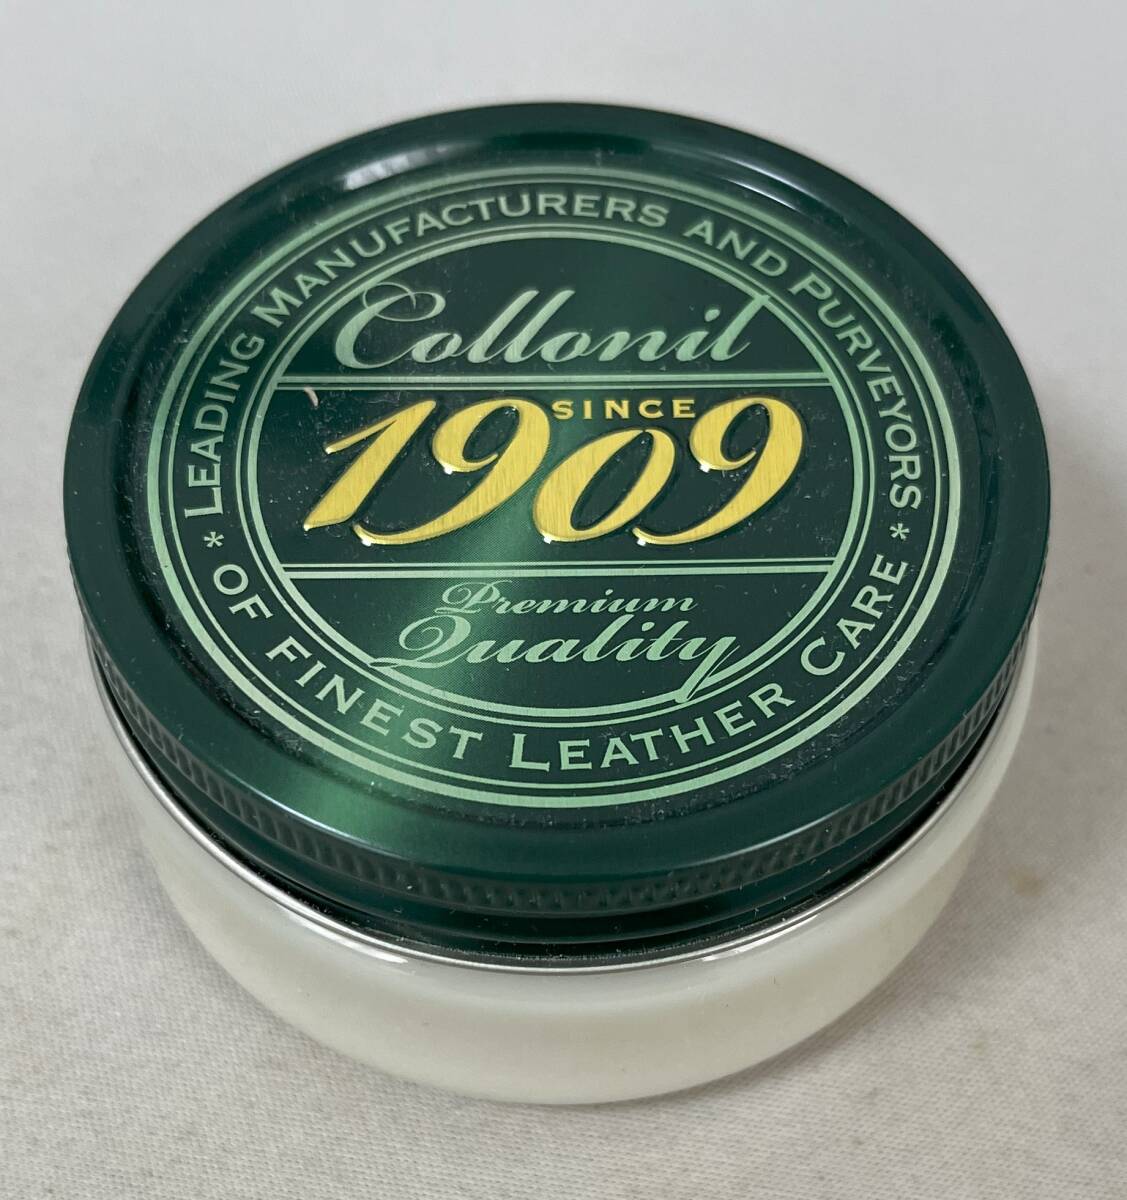 LEADING MANUFACTURERS AND PURVEYORS
* OF FINEST LEATHER CARE *
Collonil
SINCE
1909
Premium
Quality